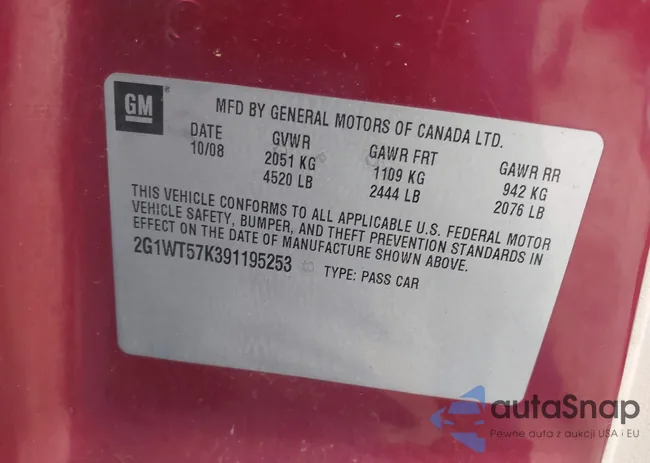 GM
MFD BY GENERAL MOTORS OF CANADA LTD.
DATE GVWR GAWR FRT GAWR RR
10/08 2051 KG 1109 KG 942 KG
4520 LB 2444 LB 2076 LB
THIS VEHICLE CONFORMS TO ALL APPLICABLE U.S. FEDERAL MOTOR
VEHICLE SAFETY, BUMPER, AND THEFT PREVENTION STANDARDS IN
EFFECT ON THE DATE OF MANUFACTURE SHOWN ABOVE.
2G1WT57K391195253 TYPE: PASS CAR
autaSnap
Pewne auta z aukcji USA i EU